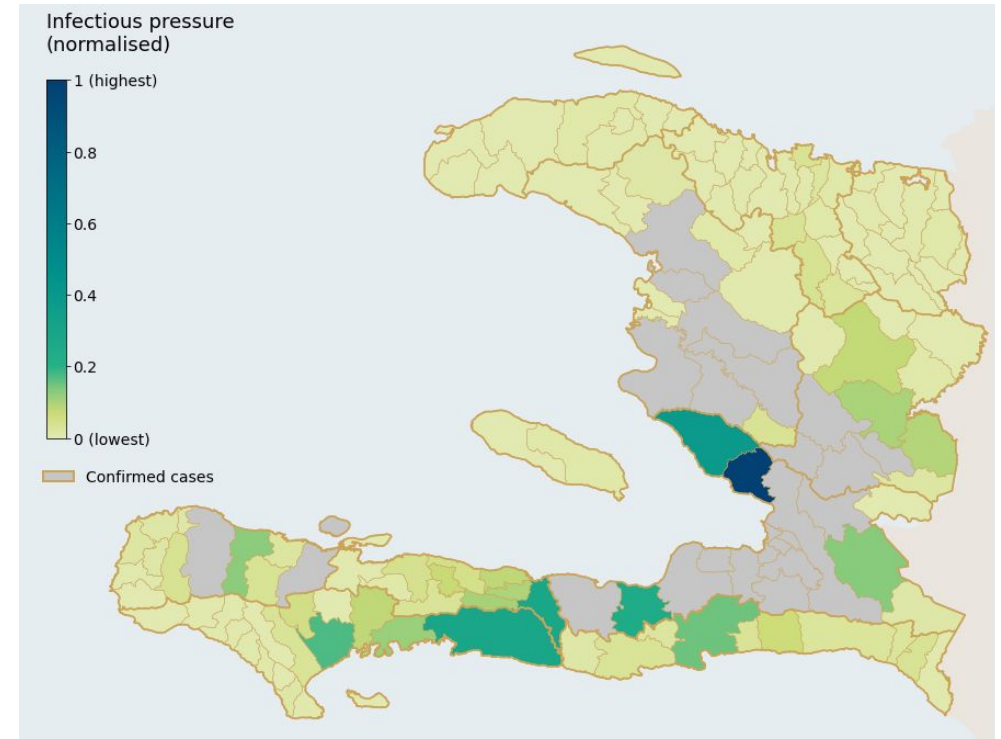 Infectious pressure
(normalised)
1 (highest)
0.8
0.6
0.4
0.2
0 (lowest)
Confirmed cases